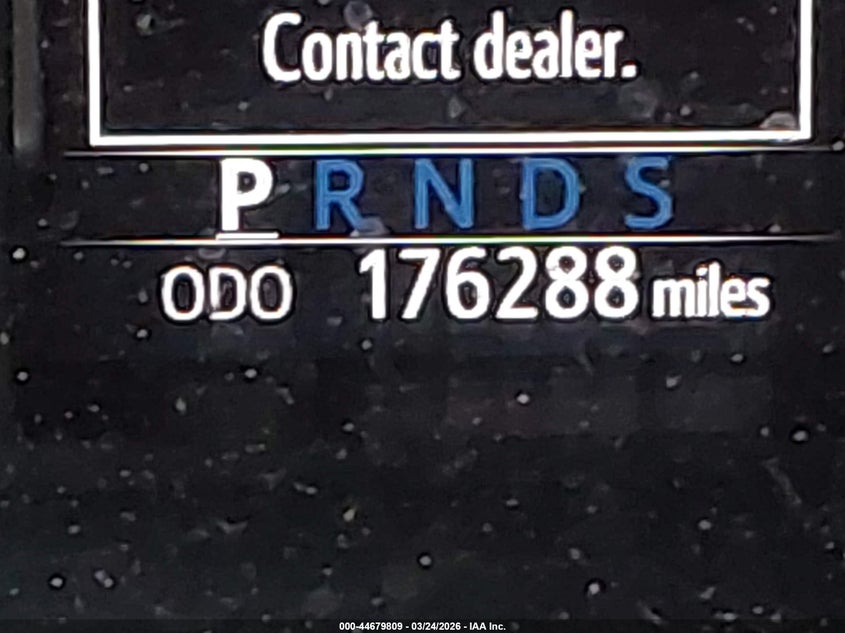 Contact dealer.
P R N D S
ODO 176288 miles
000-44679809 - 03/24/2026 - IAA Inc.